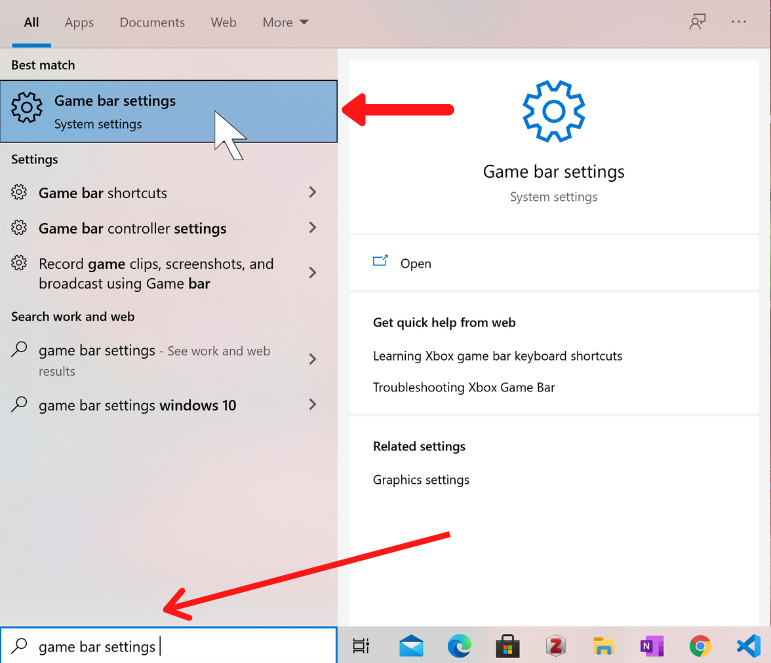 All Apps Documents Web More
Best match
Game bar settings
System settings
Settings
Game bar shortcuts
Game bar controller settings
Record game clips, screenshots, and
broadcast using Game bar
Search work and web
game bar settings - See work and web
results
game bar settings windows 10
Game bar settings
System settings
Open
Get quick help from web
Learning Xbox game bar keyboard shortcuts
Troubleshooting Xbox Game Bar
Related settings
Graphics settings
game bar settings
Z
N